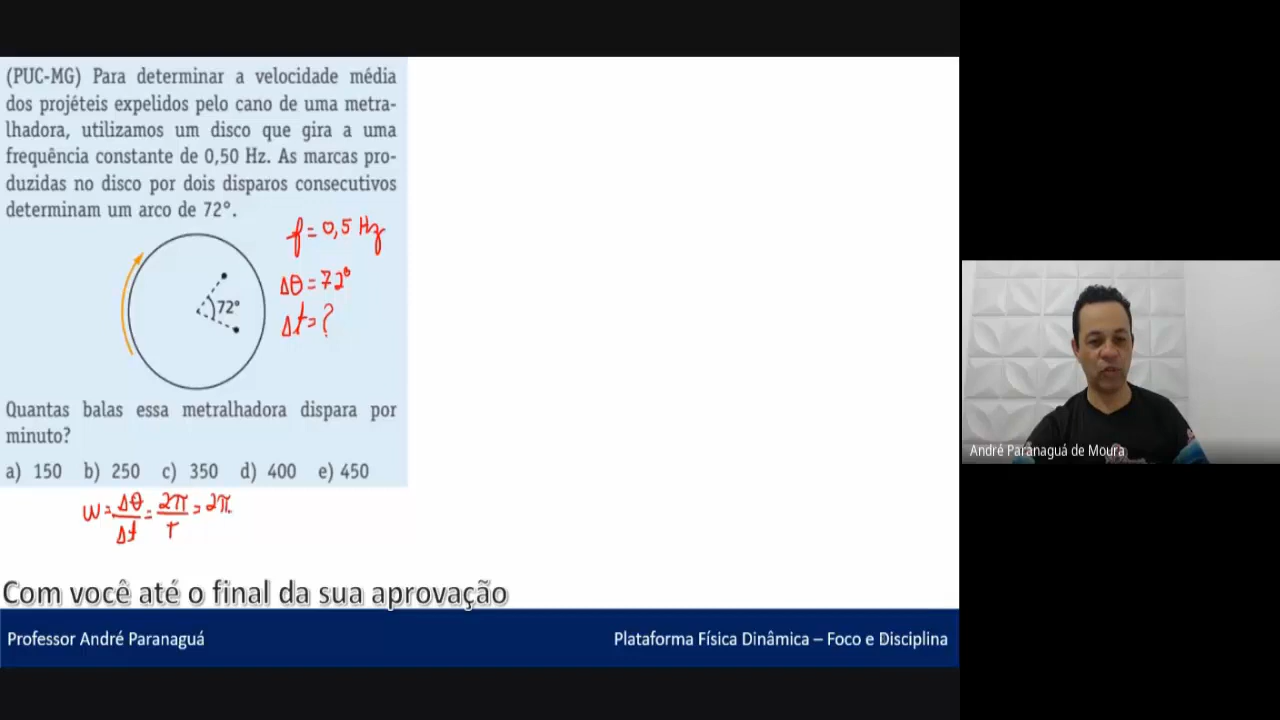 (PUC-MG) Para determinar a velocidade média
dos projéteis expelidos pelo cano de uma metra-
lhadora, utilizamos um disco que gira a uma
frequência constante de 0,50 Hz. As marcas pro-
duzidas no disco por dois disparos consecutivos
determinam um arco de 72°.
f = 0,5 Hz
Δθ = 72°
Δt = ?
72°
Quantas balas essa metralhadora dispara por
minuto?
a) 150 b) 250 c) 350 d) 400 e) 450
w = Δθ/Δt = 2π/T = 2π
Com você até o final da sua aprovação
Professor André Paranaguá
Plataforma Física Dinâmica – Foco e Disciplina
André Paranaguá de Moura